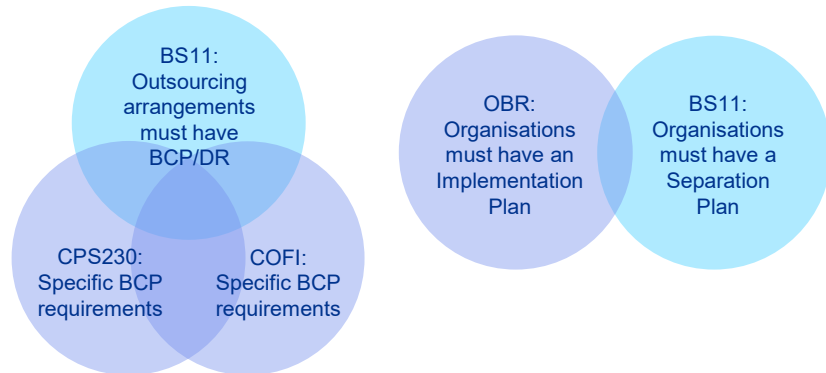 BS11:
Outsourcing
arrangements
must have
BCP/DR
CPS230:
Specific BCP
requirements
COFI:
Specific BCP
requirements
OBR:
Organisations
must have an
Implementation
Plan
BS11:
Organisations
must have a
Separation
Plan